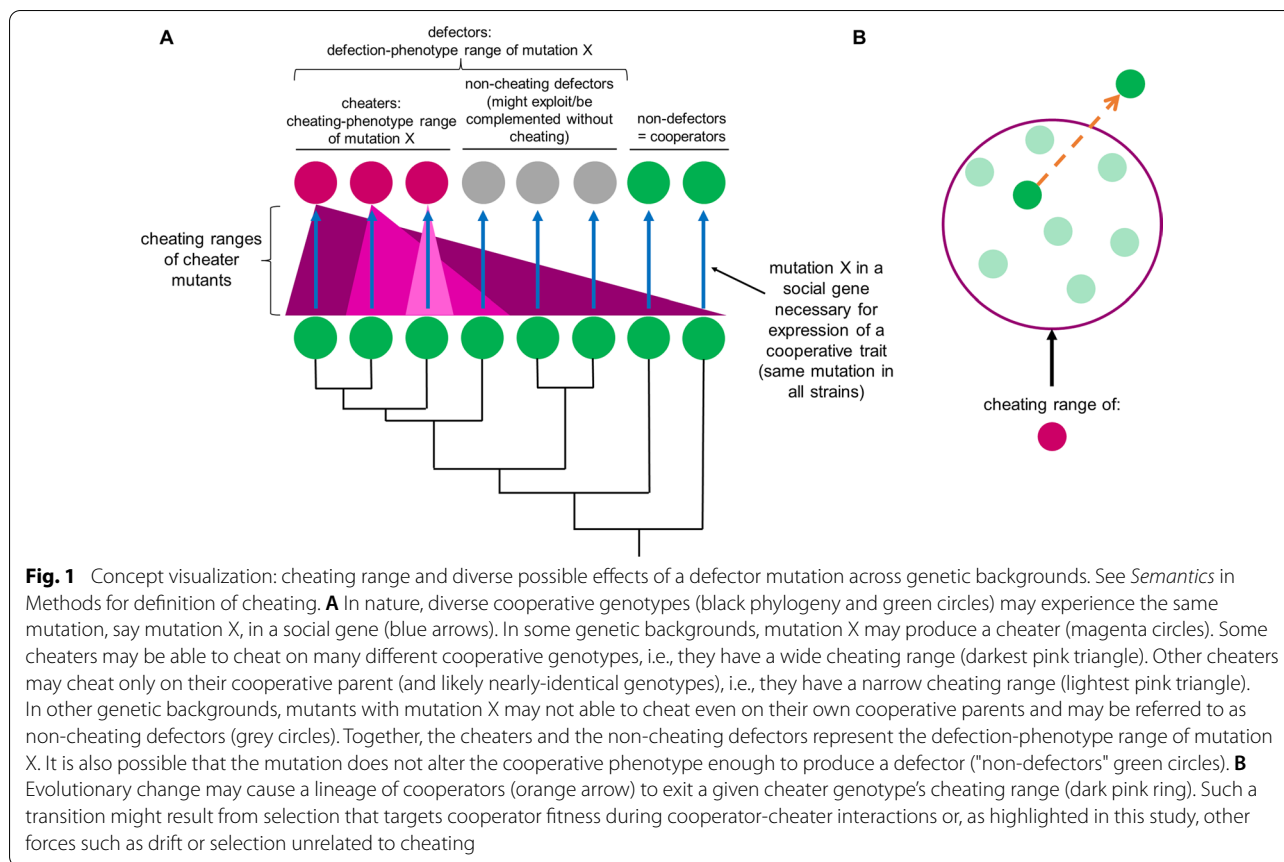 A
B
defectors:
defection-phenotype range of mutation X
non-cheating defectors
(might exploit/be
complemented without
cheating)
cheaters:
cheating-phenotype range
of mutation X
non-defectors
= cooperators
cheating ranges
of cheater
mutants
mutation X in a
social gene
necessary for
expression of a
cooperative trait
(same mutation in
all strains)
cheating range of:
Fig. 1 Concept visualization: cheating range and diverse possible effects of a defector mutation across genetic backgrounds. See Semantics in
Methods for definition of cheating. A In nature, diverse cooperative genotypes (black phylogeny and green circles) may experience the same
mutation, say mutation X, in a social gene (blue arrows). In some genetic backgrounds, mutation X may produce a cheater (magenta circles). Some
cheaters may be able to cheat on many different cooperative genotypes, i.e., they have a wide cheating range (darkest pink triangle). Other cheaters
may cheat only on their cooperative parent (and likely nearly-identical genotypes), i.e., they have a narrow cheating range (lightest pink triangle).
In other genetic backgrounds, mutants with mutation X may not able to cheat even on their own cooperative parents and may be referred to as
non-cheating defectors (grey circles). Together, the cheaters and the non-cheating defectors represent the defection-phenotype range of mutation
X. It is also possible that the mutation does not alter the cooperative phenotype enough to produce a defector ("non-defectors" green circles). B
Evolutionary change may cause a lineage of cooperators (orange arrow) to exit a given cheater genotype's cheating range (dark pink ring). Such a
transition might result from selection that targets cooperator fitness during cooperator-cheater interactions or, as highlighted in this study, other
forces such as drift or selection unrelated to cheating